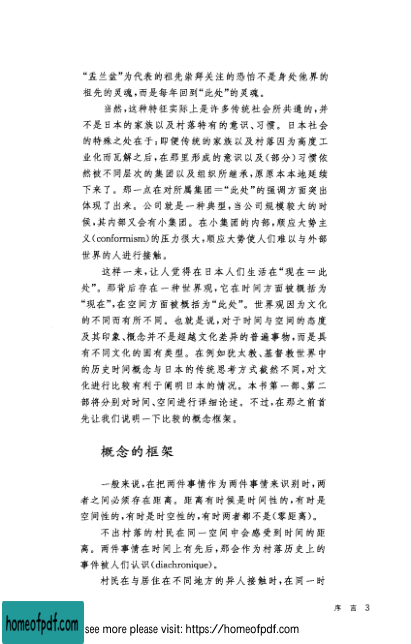 “盂兰盆”为代表的祖先崇拜关注的恐怕不是身处他界的
祖先的灵魂,而是每年回到“此处”的灵魂。
当然,这种特征实际上是许多传统社会所共通的,并
不是日本的家族以及村落特有的意识、习惯。日本社会
的特殊之处在于:即便传统的家族以及村落因为高度工
业化而瓦解之后,在那里形成的意识以及(部分)习惯依
然被不同层次的集团以及组织所继承,原原本本地延续
下来了。那一点在对所属集团=“此处”的强调方面突出
体现了出来。公司就是一种典型,当公司规模较大的时
候,其内部又会有小集团。在小集团的内部,顺应大势主
义(conformism)的压力很大,顺应大势使人们难以与外部
世界的人进行接触。
这样一来,让人觉得在日本人们生活在“现在=此
处”。那背后存在一种世界观,它在时间方面被概括为
“现在”,在空间方面被概括为“此处”。世界观因为文化
的不同而有所不同。也就是说,对于时间与空间的态度
及其印象、概念并不是超越文化差异的普遍事物,而是具
有不同文化的固有类型。在例如犹太教、基督教世界中
的历史时间概念与日本的传统思考方式截然不同,对文
化进行比较有利于阐明日本的情况。本书第一部、第二
部将分别对时间、空间进行详细论述。不过,在那之前首
先让我们说明一下比较的概念框架。
概念的框架
一般来说,在把两件事情作为两件事情来识别时,两
者之间必须存在距离。距离有时候是时间性的,有时是
空间性的,有时是时空性的,有时两者都不是(零距离)。
不出村落的村民在同一空间中会感受到时间的距
离。两件事情在时间上有先后,那会作为村落历史上的
事件被人们认识(diachronique)。
村民在与居住在不同地方的异人接触时,在同一时
序 言 3
homeofpdf.com
see more please visit: https://homeofpdf.com